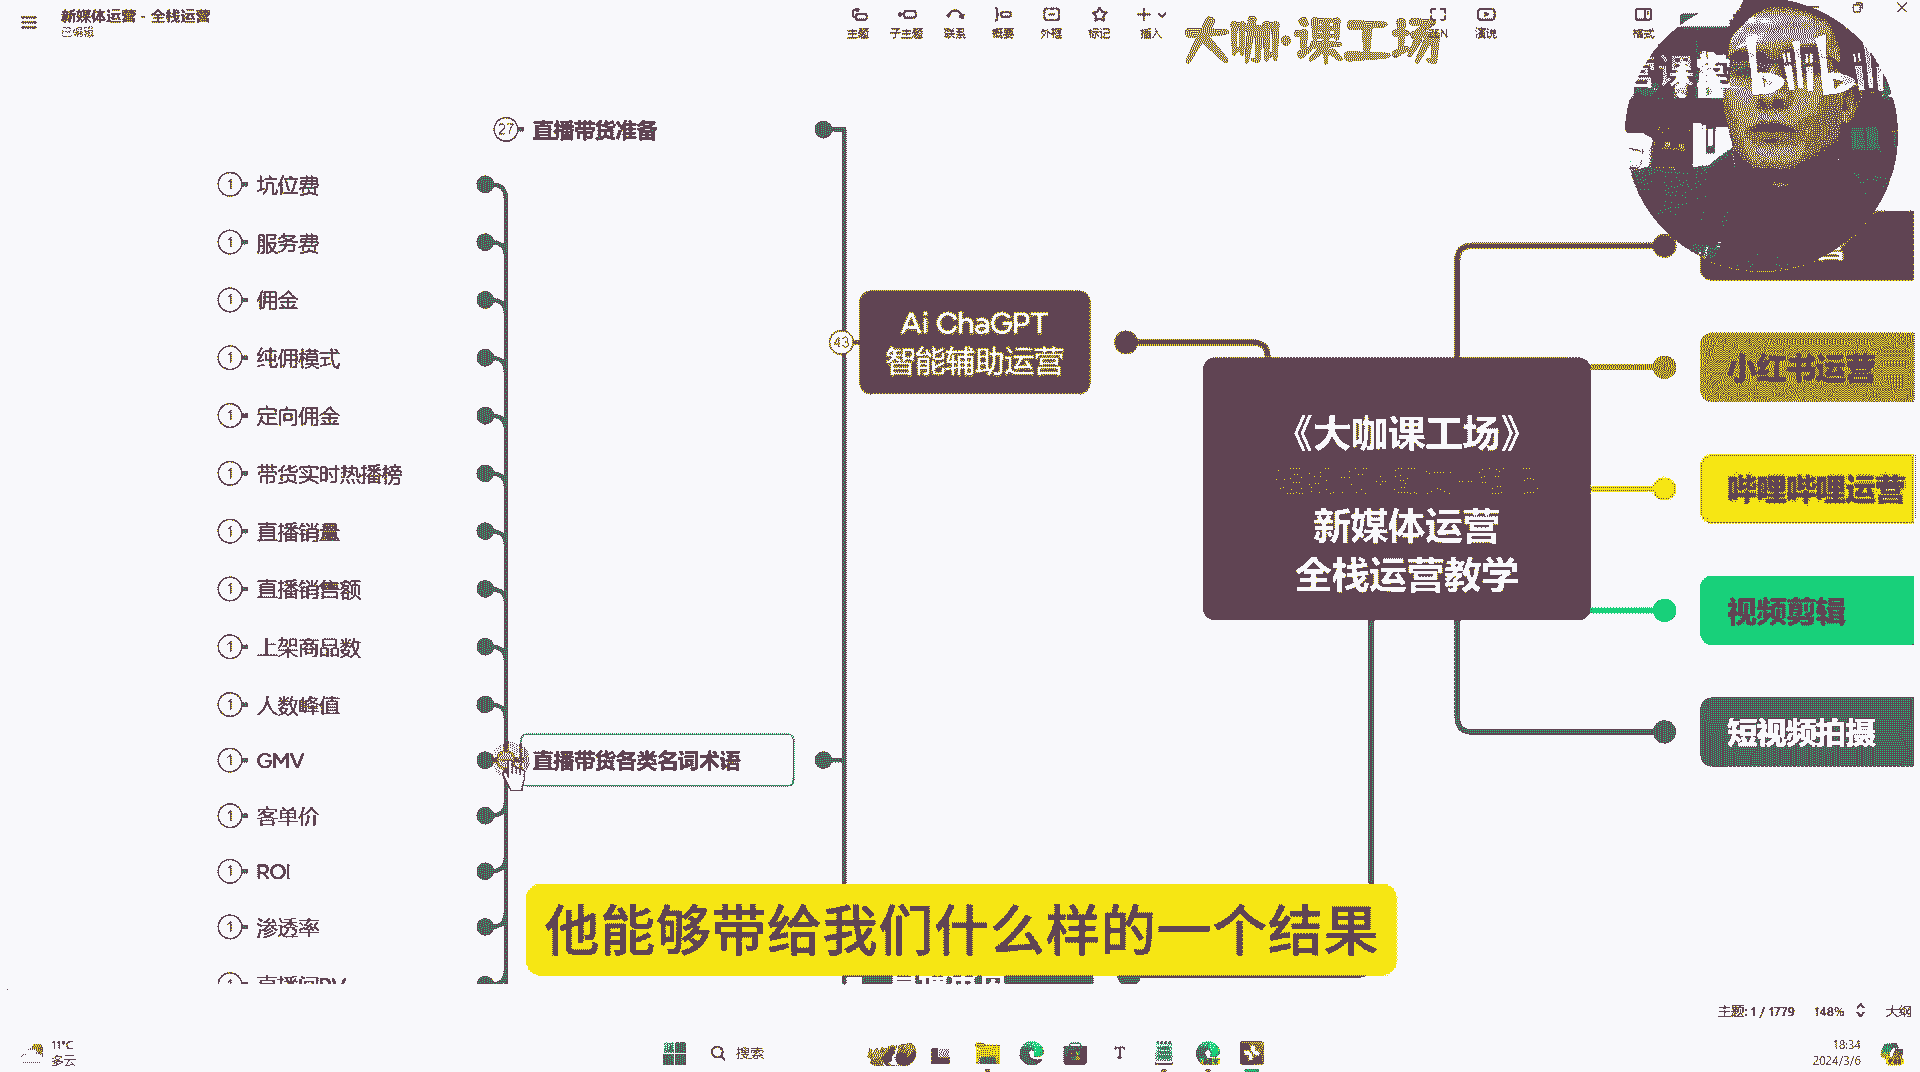 新媒体运营 - 全栈运营
已编辑
主题
子主题
联系
概要
外框
标记
插入
ZEN
演说
格式
大咖·课工场
营课堂 bilibili
27 直播带货准备
1 坑位费
1 服务费
1 佣金
1 纯佣模式
1 定向佣金
1 带货实时热播榜
1 直播销量
1 直播销售额
1 上架商品数
1 人数峰值
1 GMV
1 客单价
1 ROI
1 渗透率
1 直播间PV
直播带货各类名词术语
43
Ai ChaGPT
智能辅助运营
《大咖课工场》
新媒体运营
全栈运营教学
小红书运营
哔哩哔哩运营
视频剪辑
短视频拍摄
他能够带给我们什么样的一个结果
主题: 1 / 1779
148%
大纲
11°C
多云
搜索
18:34
2024/3/6